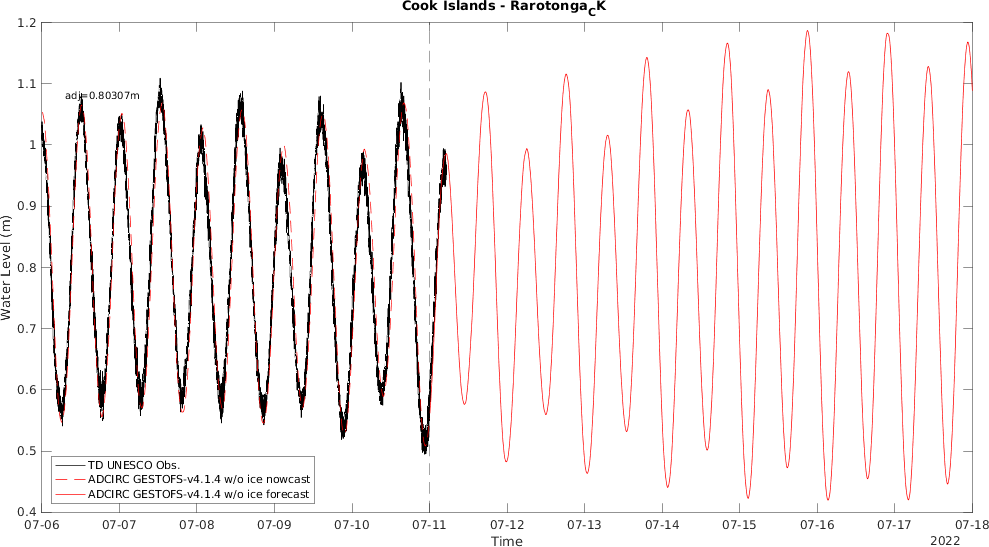 Cook Islands - Rarotonga_CK
adj=0.80307m
Water Level (m)
1.2
1.1
1
0.9
0.8
0.7
0.6
0.5
0.4
TD UNESCO Obs.
ADCIRC GESTOFS-v4.1.4 w/o ice nowcast
ADCIRC GESTOFS-v4.1.4 w/o ice forecast
07-06 07-07 07-08 07-09 07-10 07-11 07-12 07-13 07-14 07-15 07-16 07-17 07-18
Time
2022